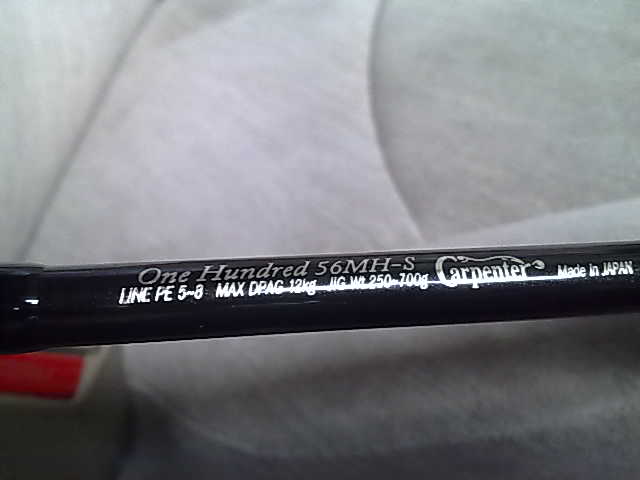 One Hundred 56MH-S Carpenter Made in JAPAN
LINE PE 5~8 MAX DRAG 12kg JIG Wt 250~700g